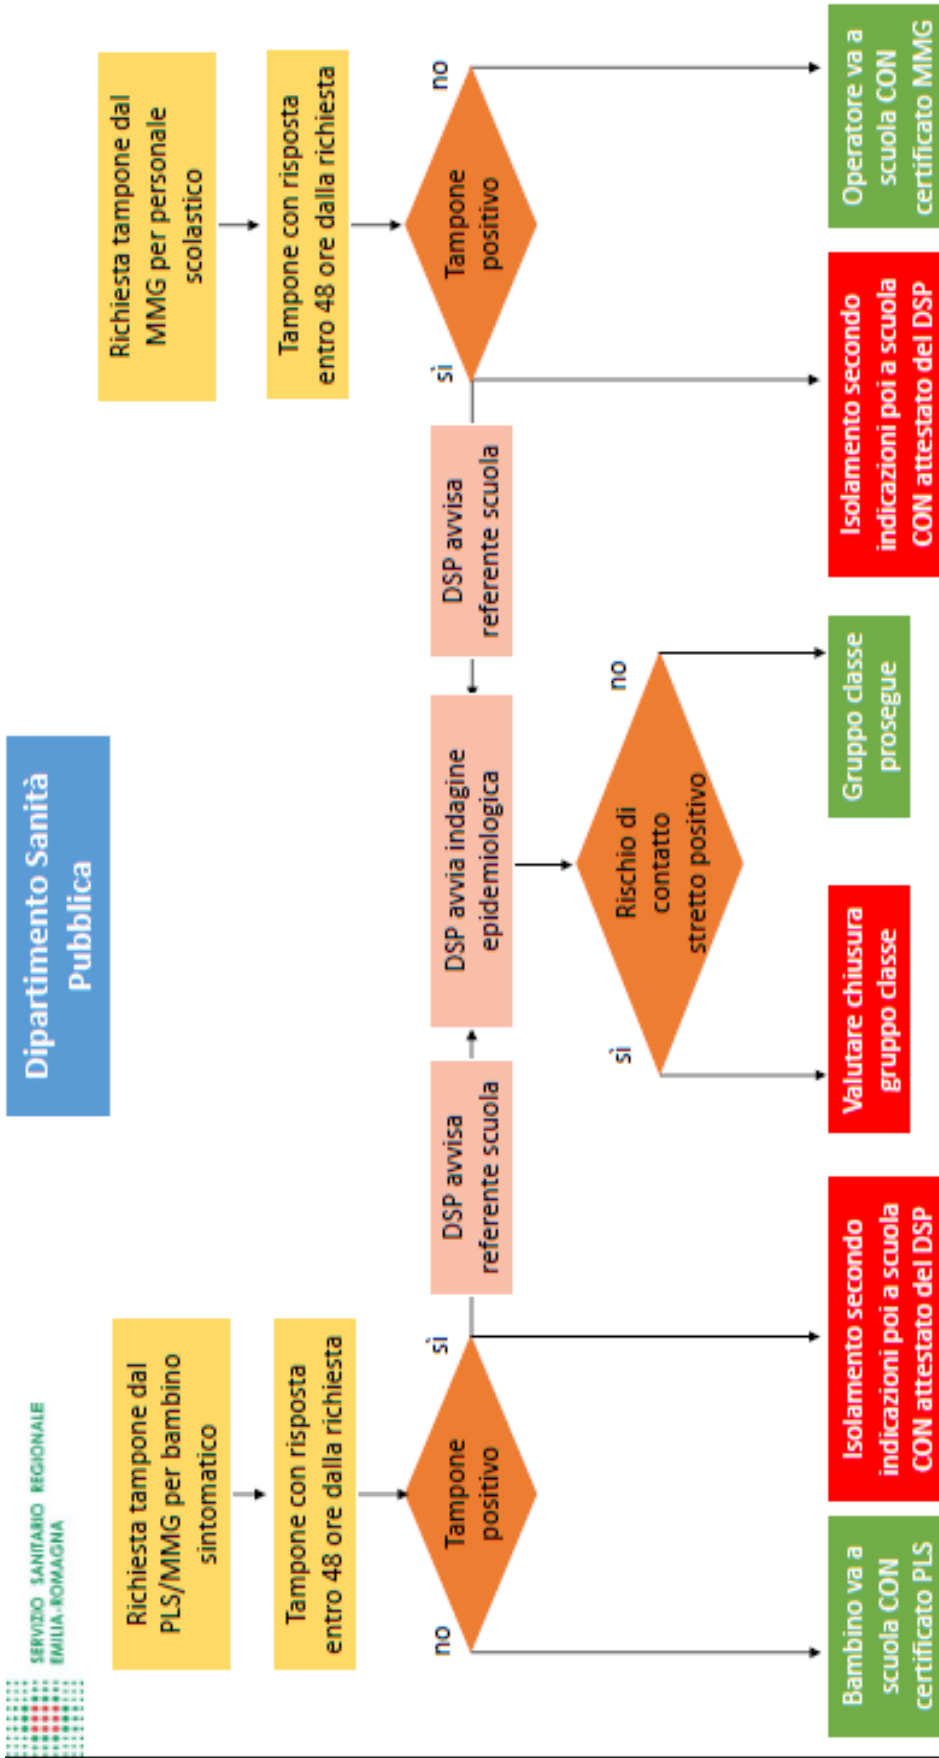 SERVIZIO SANITARIO REGIONALE
EMILIA-ROMAGNA
Dipartimento Sanità
Pubblica
Richiesta tampone dal
PLS/MMG per bambino
sintomatico
Richiesta tampone dal
MMG per personale
scolastico
Tampone con risposta
entro 48 ore dalla richiesta
Tampone con risposta
entro 48 ore dalla richiesta
no
Tampone
positivo
sì
DSP avvisa
referente scuola
DSP avvia indagine
epidemiologica
DSP avvisa
referente scuola
sì
Tampone
positivo
no
sì
Rischio di
contatto
stretto positivo
no
Bambino va a
scuola CON
certificato PLS
Isolamento secondo
indicazioni poi a scuola
CON attestato del DSP
Valutare chiusura
gruppo classe
Gruppo classe
prosegue
Isolamento secondo
indicazioni poi a scuola
CON attestato del DSP
Operatore va a
scuola CON
certificato MMG